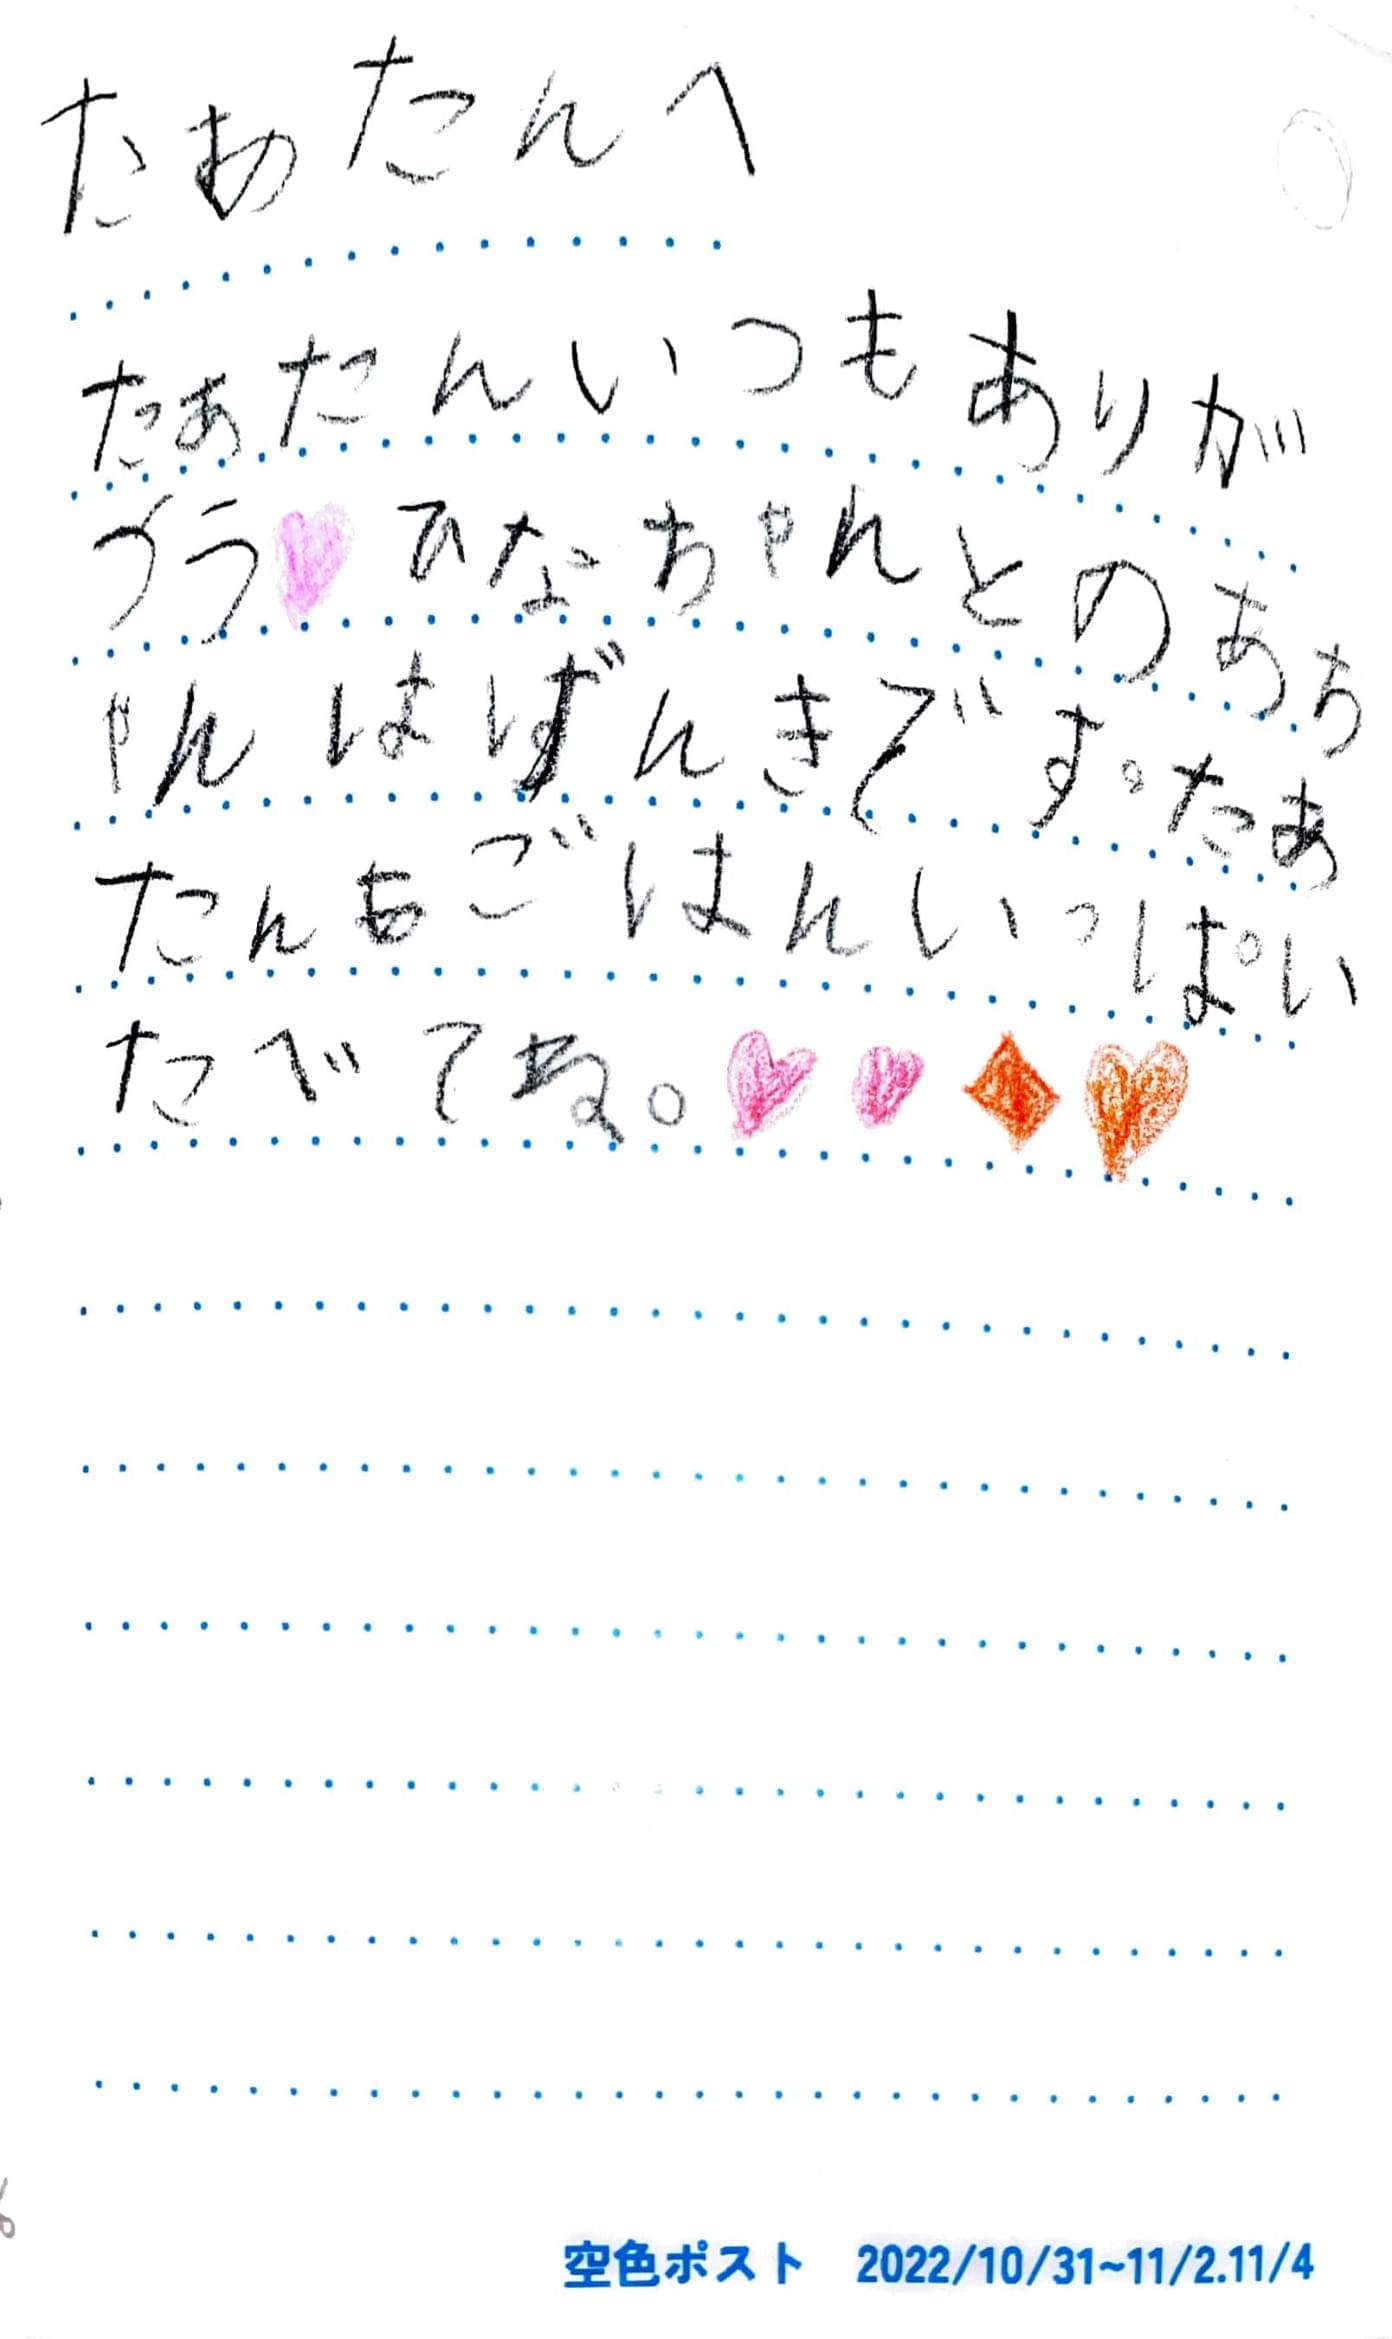 たあたんへ
たあたんいつもありが
とう ひなちゃんとのあち
ゃんはげんきです。たあ
たんもごはんいっぱい
たべてね。
空色ポスト 2022/10/31~11/2.11/4